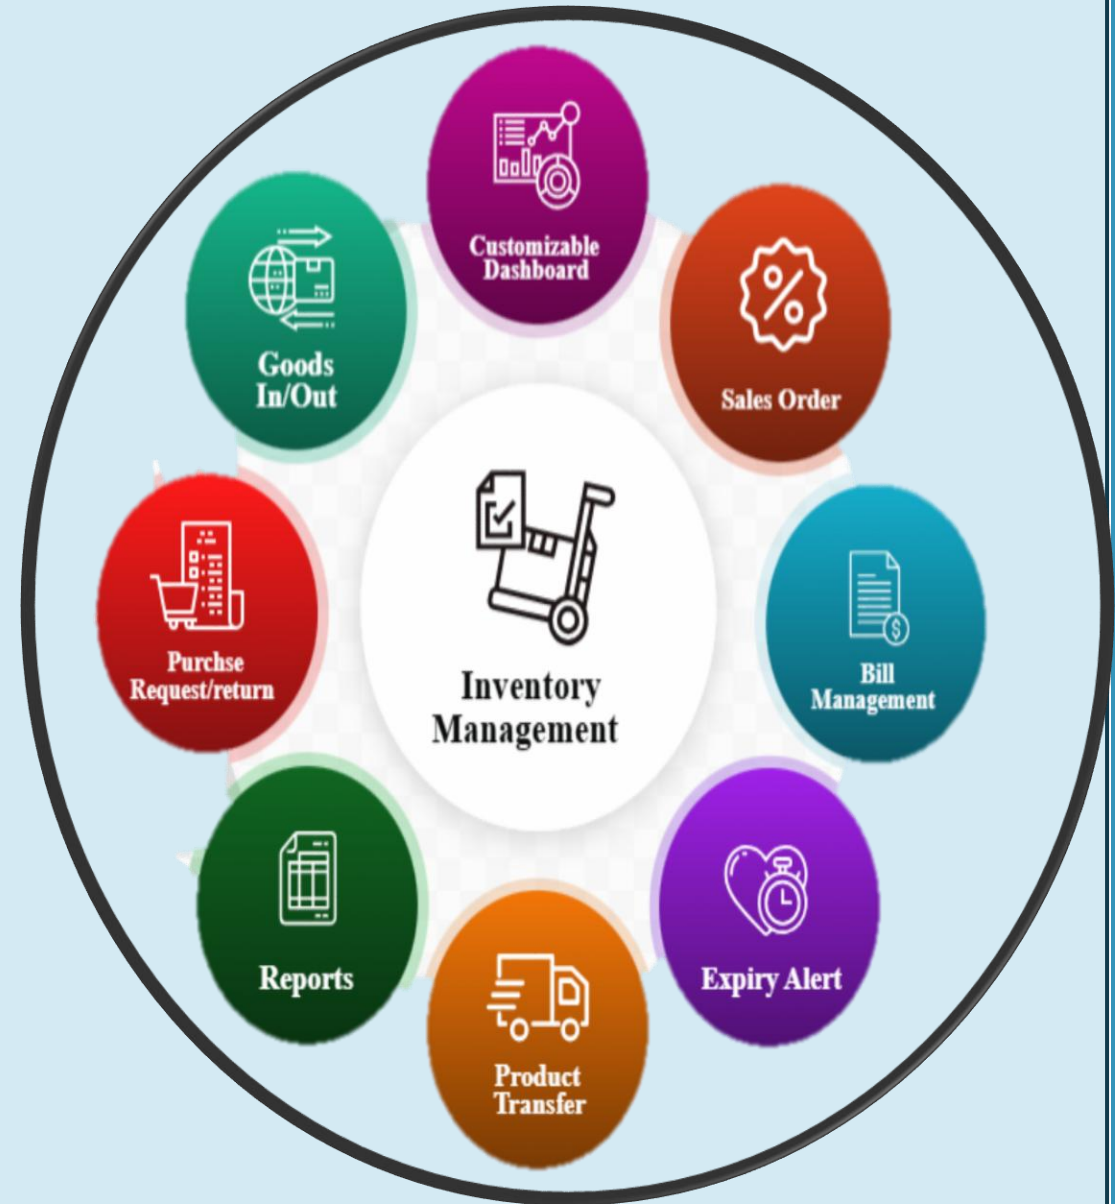 Customizable
Dashboard
Sales Order
Bill
Management
Expiry Alert
Product
Transfer
Reports
Purchse
Request/return
Goods
In/Out
Inventory
Management